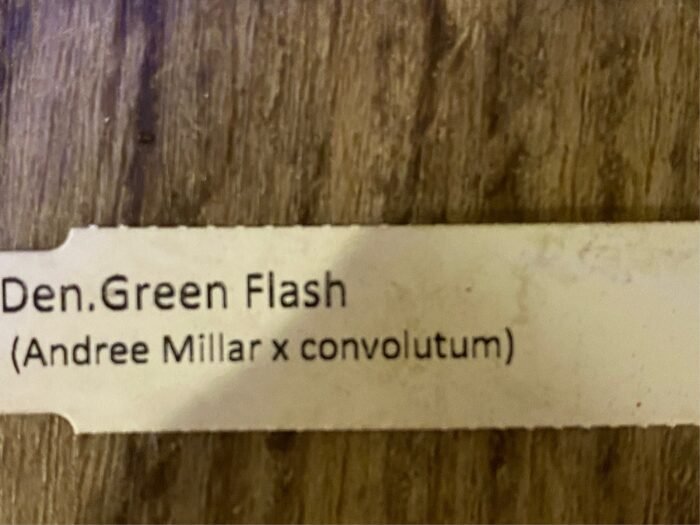 Den.Green Flash
(Andree Millar x convolutum)